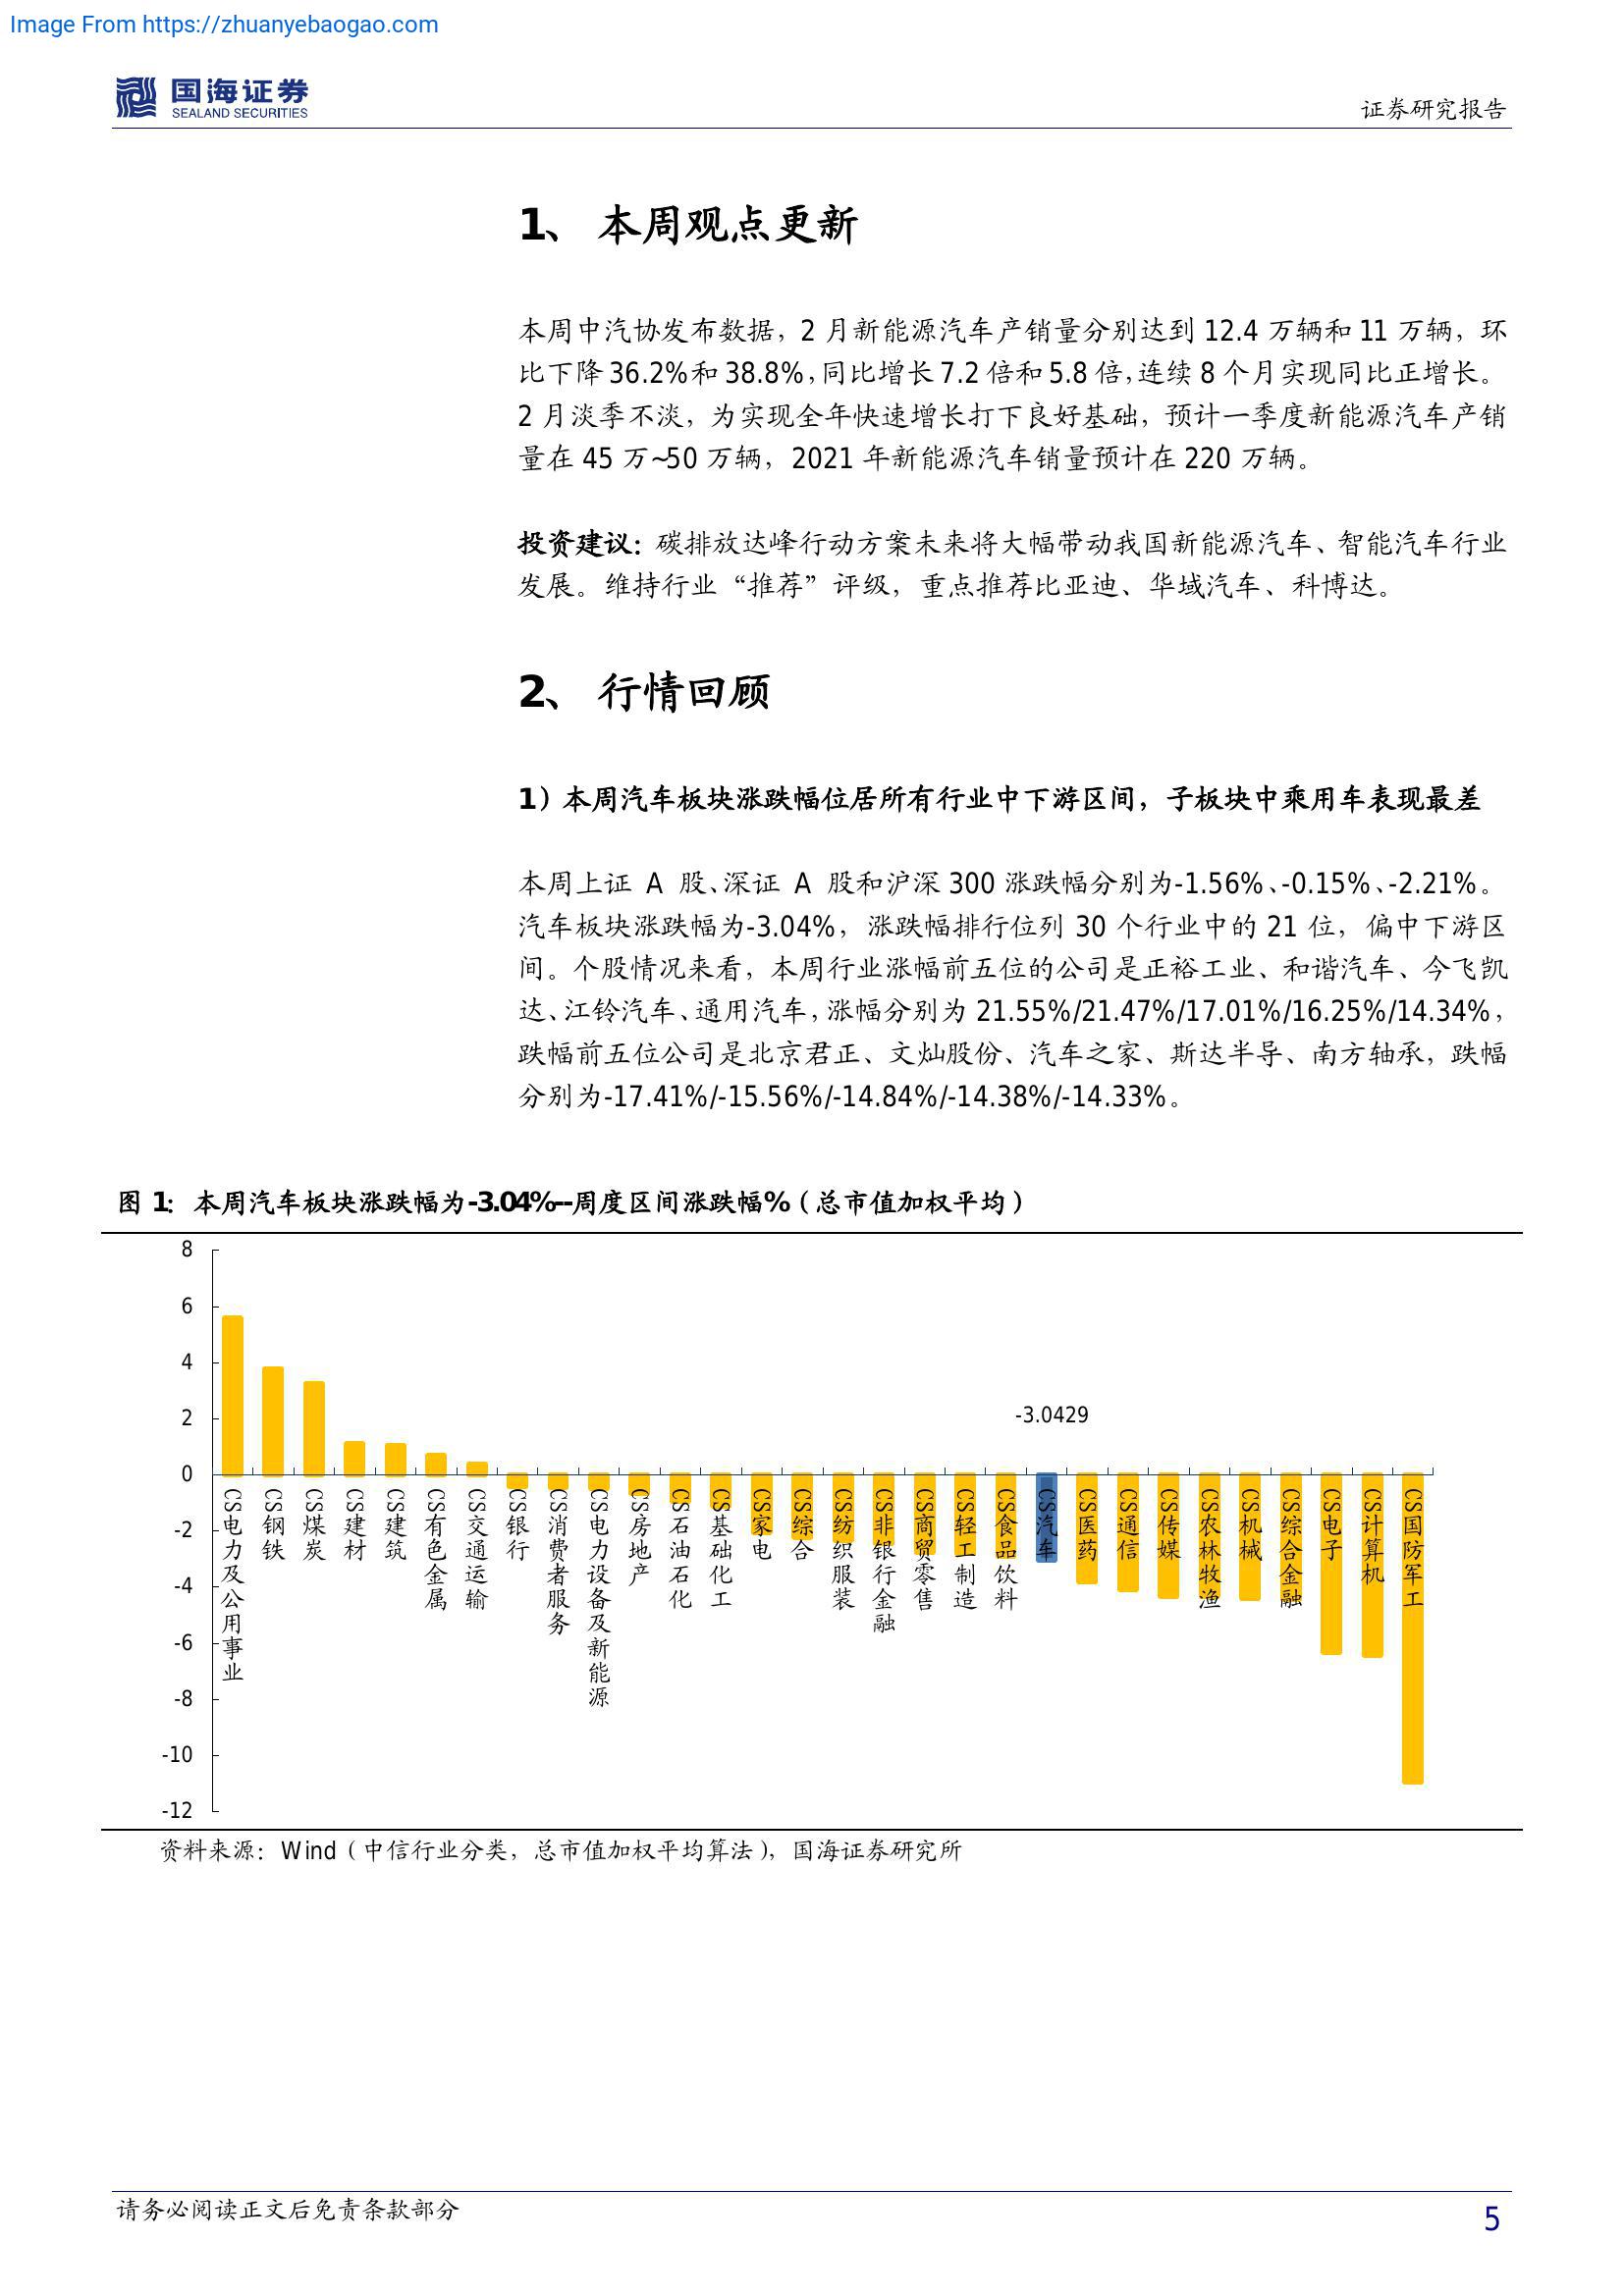 Image From https://zhuanyebaogao.com
国海证券
SEALAND SECURITIES
证券研究报告
1、 本周观点更新
本周中汽协发布数据，2 月新能源汽车产销量分别达到 12.4 万辆和 11 万辆，环
比下降 36.2%和 38.8%，同比增长 7.2 倍和 5.8 倍，连续 8 个月实现同比正增长。
2 月淡季不淡，为实现全年快速增长打下良好基础，预计一季度新能源汽车产销
量在 45 万~50 万辆，2021 年新能源汽车销量预计在 220 万辆。
投资建议：碳排放达峰行动方案未来将大幅带动我国新能源汽车、智能汽车行业
发展。维持行业“推荐”评级，重点推荐比亚迪、华域汽车、科博达。
2、 行情回顾
1）本周汽车板块涨跌幅位居所有行业中下游区间，子板块中乘用车表现最差
本周上证 A 股、深证 A 股和沪深 300 涨跌幅分别为-1.56%、-0.15%、-2.21%。
汽车板块涨跌幅为-3.04%，涨跌幅排行位列 30 个行业中的 21 位，偏中下游区
间。个股情况来看，本周行业涨幅前五位的公司是正裕工业、和谐汽车、今飞凯
达、江铃汽车、通用汽车，涨幅分别为 21.55%/21.47%/17.01%/16.25%/14.34%，
跌幅前五位公司是北京君正、文灿股份、汽车之家、斯达半导、南方轴承，跌幅
分别为-17.41%/-15.56%/-14.84%/-14.38%/-14.33%。
图 1：本周汽车板块涨跌幅为-3.04%--周度区间涨跌幅%（总市值加权平均）
8
6
4
2
0
-2
-4
-6
-8
-10
-12
-3.0429
CS电力及公用事业
CS钢铁
CS煤炭
CS建材
CS建筑
CS有色金属
CS交通运输
CS银行
CS消费者服务
CS电力设备及新能源
CS房地产
CS石油石化
CS基础化工
CS家电
CS综合
CS纺织服装
CS非银行金融
CS商贸零售
CS轻工制造
CS食品饮料
CS汽车
CS医药
CS通信
CS传媒
CS农林牧渔
CS机械
CS综合金融
CS电子
CS计算机
CS国防军工
资料来源：Wind（中信行业分类，总市值加权平均算法），国海证券研究所
请务必阅读正文后免责条款部分
5